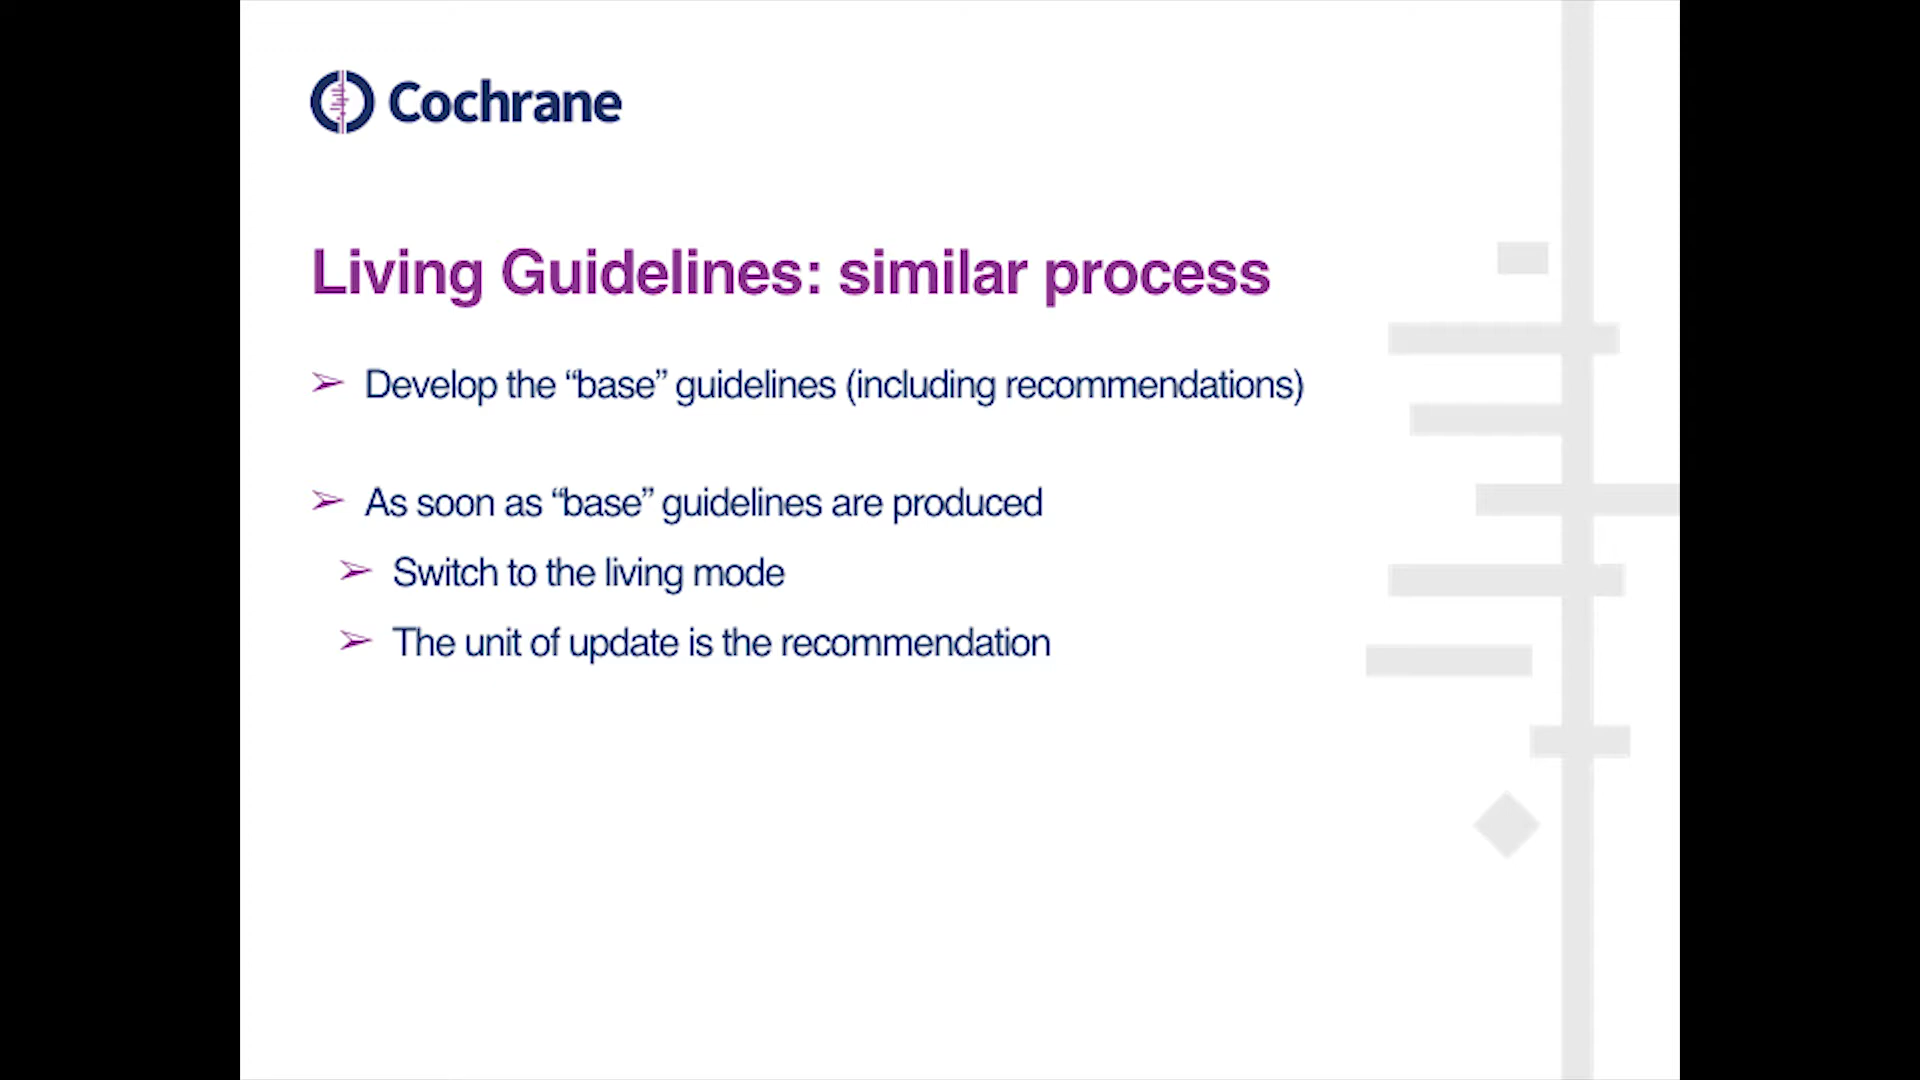 Cochrane
Living Guidelines: similar process
➢ Develop the “base” guidelines (including recommendations)
➢ As soon as “base” guidelines are produced
➢ Switch to the living mode
➢ The unit of update is the recommendation